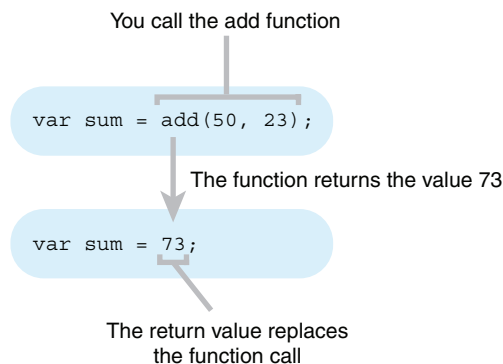 You call the add function
var sum = add(50, 23);
The function returns the value 73
var sum = 73;
The return value replaces
the function call